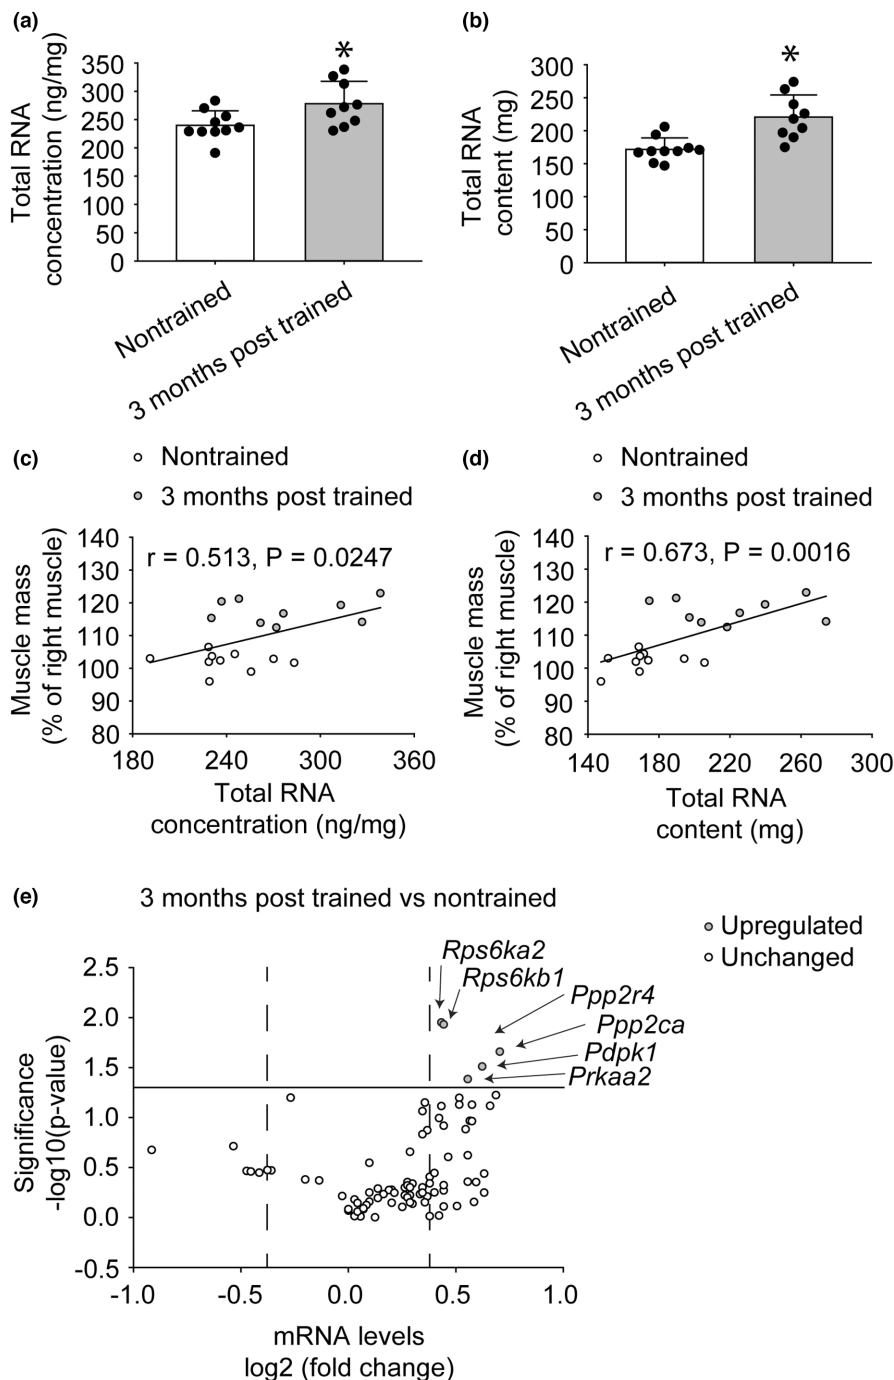 (a)
*
350
300
250
200
150
100
50
0
Total RNA
concentration (ng/mg)
Nontrained
3 months post trained
(b)
*
300
250
200
150
100
50
0
Total RNA
content (mg)
Nontrained
3 months post trained
(c)
Nontrained
3 months post trained
140
130
120
110
100
90
80
Muscle mass
(% of right muscle)
r = 0.513, P = 0.0247
180 240 300 360
Total RNA
concentration (ng/mg)
(d)
Nontrained
3 months post trained
140
130
120
110
100
90
80
Muscle mass
(% of right muscle)
r = 0.673, P = 0.0016
140 180 220 260 300
Total RNA
content (mg)
(e)
3 months post trained vs nontrained
Upregulated
Unchanged
2.5
2.0
1.5
1.0
0.5
0.0
-0.5
Significance
-log10(p-value)
Rps6ka2
Rps6kb1
Ppp2r4
Ppp2ca
Pdpk1
Prkaa2
-1.0 -0.5 0.0 0.5 1.0
mRNA levels
log2 (fold change)